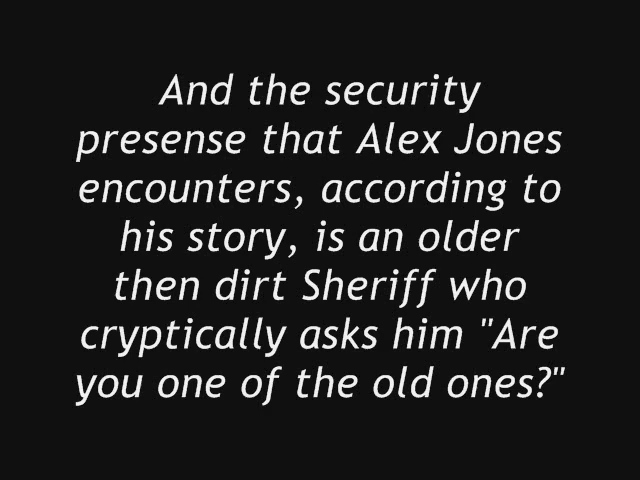 And the security
presense that Alex Jones
encounters, according to
his story, is an older
then dirt Sheriff who
cryptically asks him "Are
you one of the old ones?"